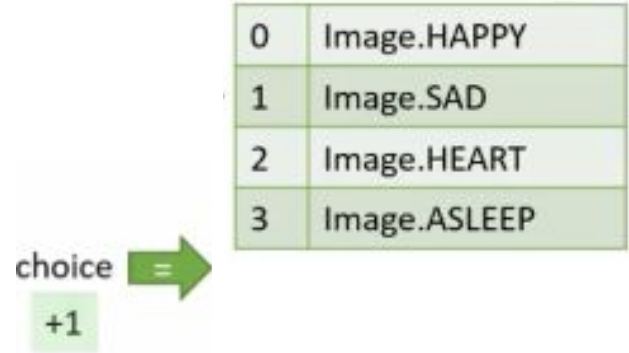 0 Image.HAPPY
1 Image.SAD
2 Image.HEART
3 Image.ASLEEP
choice =
+1